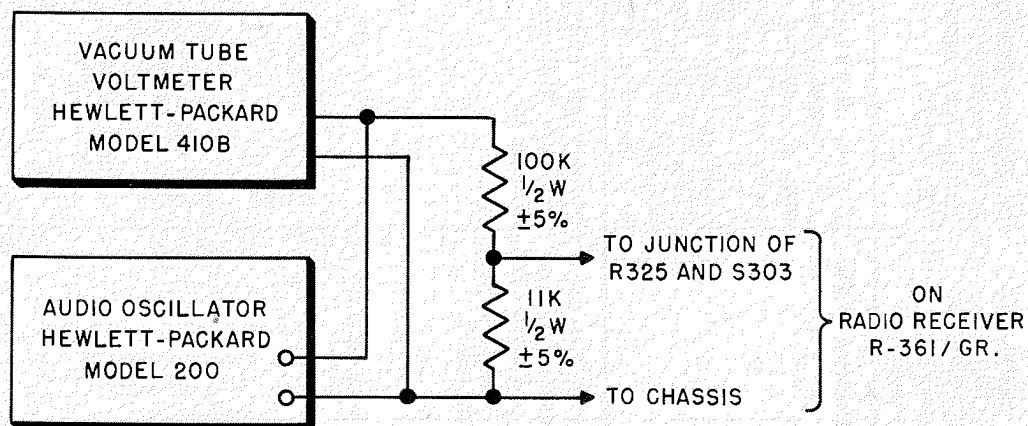 VACUUM TUBE
VOLTMETER
HEWLETT-PACKARD
MODEL 410B
100K
1/2 W
±5%
TO JUNCTION OF
R325 AND S303
AUDIO OSCILLATOR
HEWLETT-PACKARD
MODEL 200
11K
1/2 W
±5%
ON
RADIO RECEIVER
R-361/GR.
TO CHASSIS